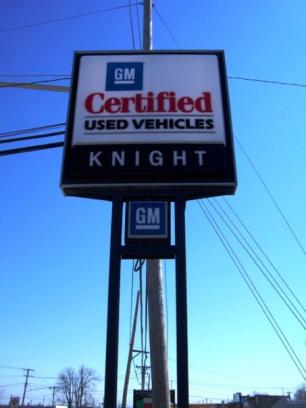 GM
Certified
USED VEHICLES
KNIGHT
GM